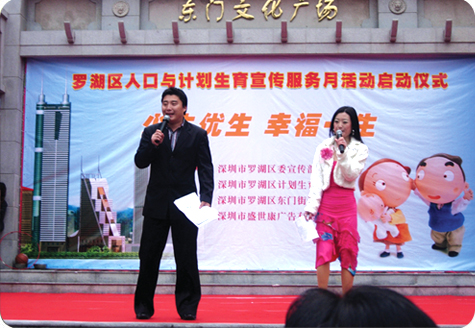 东门文化广场
罗湖区人口与计划生育宣传服务月活动启动仪式
优生 幸福一生
深圳市罗湖区委宣传部
深圳市罗湖区计划生
深圳市罗湖区东门街
深圳市盛世康广告